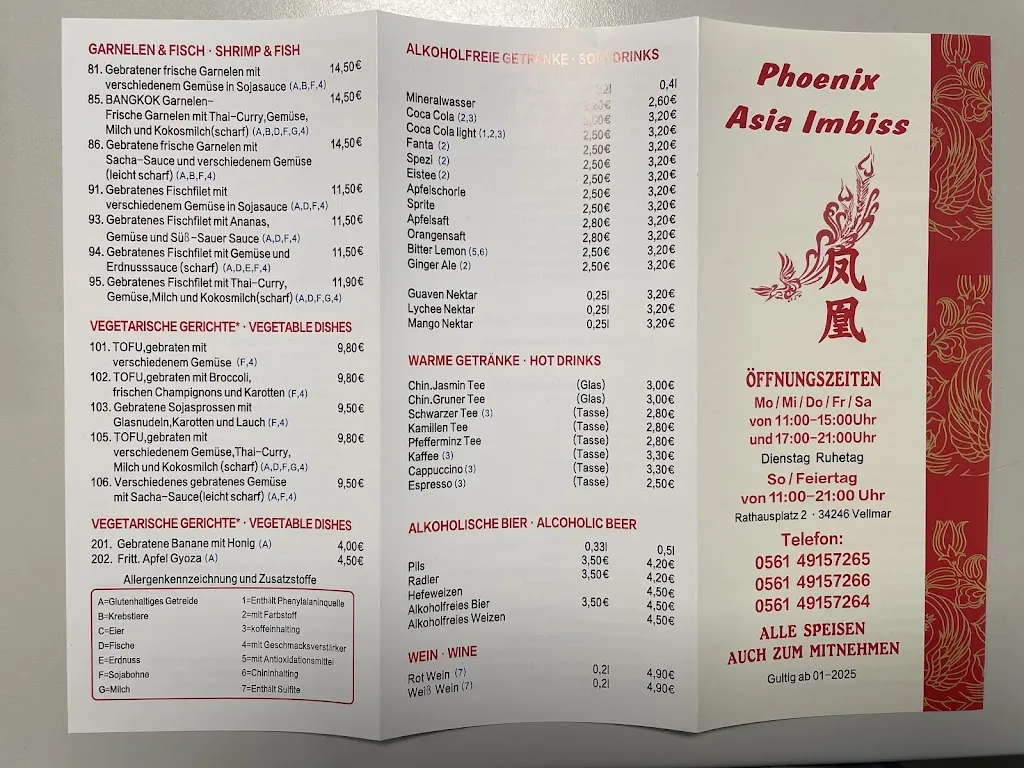 GARNELEN & FISCH · SHRIMP & FISH
81. Gebratener frische Garnelen mit 14,50€
verschiedenem Gemüse in Sojasauce (A,B,F,4)
85. BANGKOK Garnelen- 14,50€
Frische Garnelen mit Thai-Curry,Gemüse,
Milch und Kokosmilch(scharf) (A,B,D,F,G,4)
86. Gebratene frische Garnelen mit 14,50€
Sacha-Sauce und verschiedenem Gemüse
(leicht scharf) (A,B,F,4)
91. Gebratenes Fischfilet mit 11,50€
verschiedenem Gemüse in Sojasauce (A,D,F,4)
93. Gebratenes Fischfilet mit Ananas, 11,50€
Gemüse und Süß-Sauer Sauce (A,D,F,4)
94. Gebratenes Fischfilet mit Gemüse und 11,50€
Erdnusssauce (scharf) (A,D,E,F,4)
95. Gebratenes Fischfilet mit Thai-Curry, 11,90€
Gemüse,Milch und Kokosmilch(scharf) (A,D,F,G,4)
VEGETARISCHE GERICHTE* · VEGETABLE DISHES
101. TOFU,gebraten mit 9,80€
verschiedenem Gemüse (F,4)
102. TOFU,gebraten mit Broccoli, 9,80€
frischen Champignons und Karotten (F,4)
103. Gebratene Sojasprossen mit 9,50€
Glasnudeln,Karotten und Lauch (F,4)
105. TOFU,gebraten mit 9,80€
verschiedenem Gemüse,Thai-Curry,
Milch und Kokosmilch (scharf) (A,D,F,G,4)
106. Verschiedenes gebratenes Gemüse 9,50€
mit Sacha-Sauce(leicht scharf) (A,F,4)
VEGETARISCHE GERICHTE* · VEGETABLE DISHES
201. Gebratene Banane mit Honig (A) 4,00€
202. Fritt. Apfel Gyoza (A) 4,50€
Allergenkennzeichnung und Zusatzstoffe
A=Glutenhaltiges Getreide 1=Enthält Phenylalaninquelle
B=Krebstiere 2=mit Farbstoff
C=Eier 3=koffeinhalting
D=Fische 4=mit Geschmacksverstärker
E=Erdnuss 5=mit Antioxidationsmittel
F=Sojabohne 6=Chininhalting
G=Milch 7=Enthält Sulfite
ALKOHOLFREIE GETRÄNKE · SOFTDRINKS
0,4l
Mineralwasser 2,60€
Coca Cola (2,3) 3,20€
Coca Cola light (1,2,3) 2,50€ 3,20€
Fanta (2) 2,50€ 3,20€
Spezi (2) 2,50€ 3,20€
Eistee (2) 2,50€ 3,20€
Apfelschorle 2,50€ 3,20€
Sprite 2,50€ 3,20€
Apfelsaft 2,80€ 3,20€
Orangensaft 2,80€ 3,20€
Bitter Lemon (5,6) 2,50€ 3,20€
Ginger Ale (2) 2,50€ 3,20€
Guaven Nektar 0,25l 3,20€
Lychee Nektar 0,25l 3,20€
Mango Nektar 0,25l 3,20€
WARME GETRÄNKE · HOT DRINKS
Chin.Jasmin Tee (Glas) 3,00€
Chin.Gruner Tee (Glas) 3,00€
Schwarzer Tee (3) (Tasse) 2,80€
Kamillen Tee (Tasse) 2,80€
Pfefferminz Tee (Tasse) 2,80€
Kaffee (3) (Tasse) 3,30€
Cappuccino (3) (Tasse) 3,30€
Espresso (3) (Tasse) 2,50€
ALKOHOLISCHE BIER · ALCOHOLIC BEER
0,33l 0,5l
Pils 3,50€ 4,20€
Radler 3,50€ 4,20€
Hefeweizen 4,50€
Alkoholfreies Bier 3,50€ 4,50€
Alkoholfreies Weizen 4,50€
WEIN · WINE
Rot Wein (7) 0,2l 4,90€
Weiß Wein (7) 0,2l 4,90€
Phoenix
Asia Imbiss
凤
凰
ÖFFNUNGSZEITEN
Mo / Mi / Do / Fr / Sa
von 11:00-15:00Uhr
und 17:00-21:00Uhr
Dienstag Ruhetag
So / Feiertag
von 11:00-21:00 Uhr
Rathausplatz 2 · 34246 Vellmar
Telefon:
0561 49157265
0561 49157266
0561 49157264
ALLE SPEISEN
AUCH ZUM MITNEHMEN
Gultig ab 01-2025